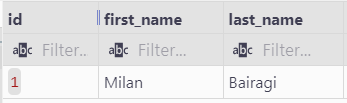 id first_name last_name
abc Filter... abc Filter... abc Filter...
1 Milan Bairagi